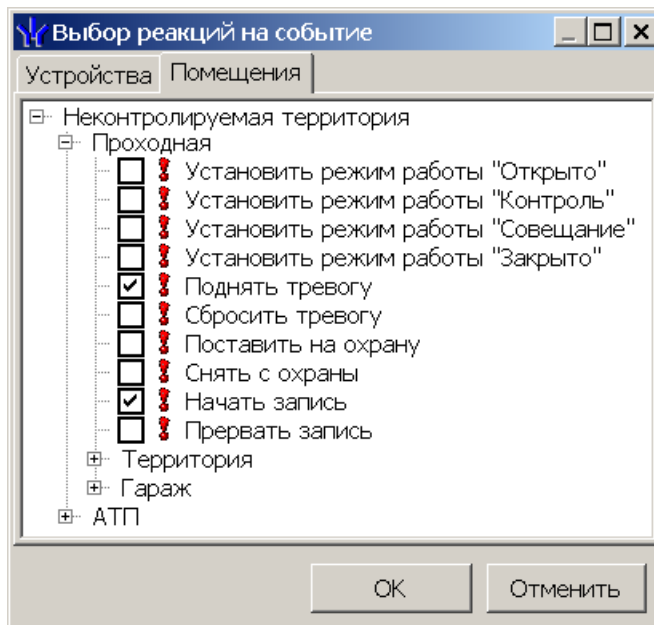 Выбор реакций на событие
Устройства Помещения
Неконтролируемая территория
Проходная
Установить режим работы "Открыто"
Установить режим работы "Контроль"
Установить режим работы "Совещание"
Установить режим работы "Закрыто"
Поднять тревогу
Сбросить тревогу
Поставить на охрану
Снять с охраны
Начать запись
Прервать запись
Территория
Гараж
АТП
OK Отменить